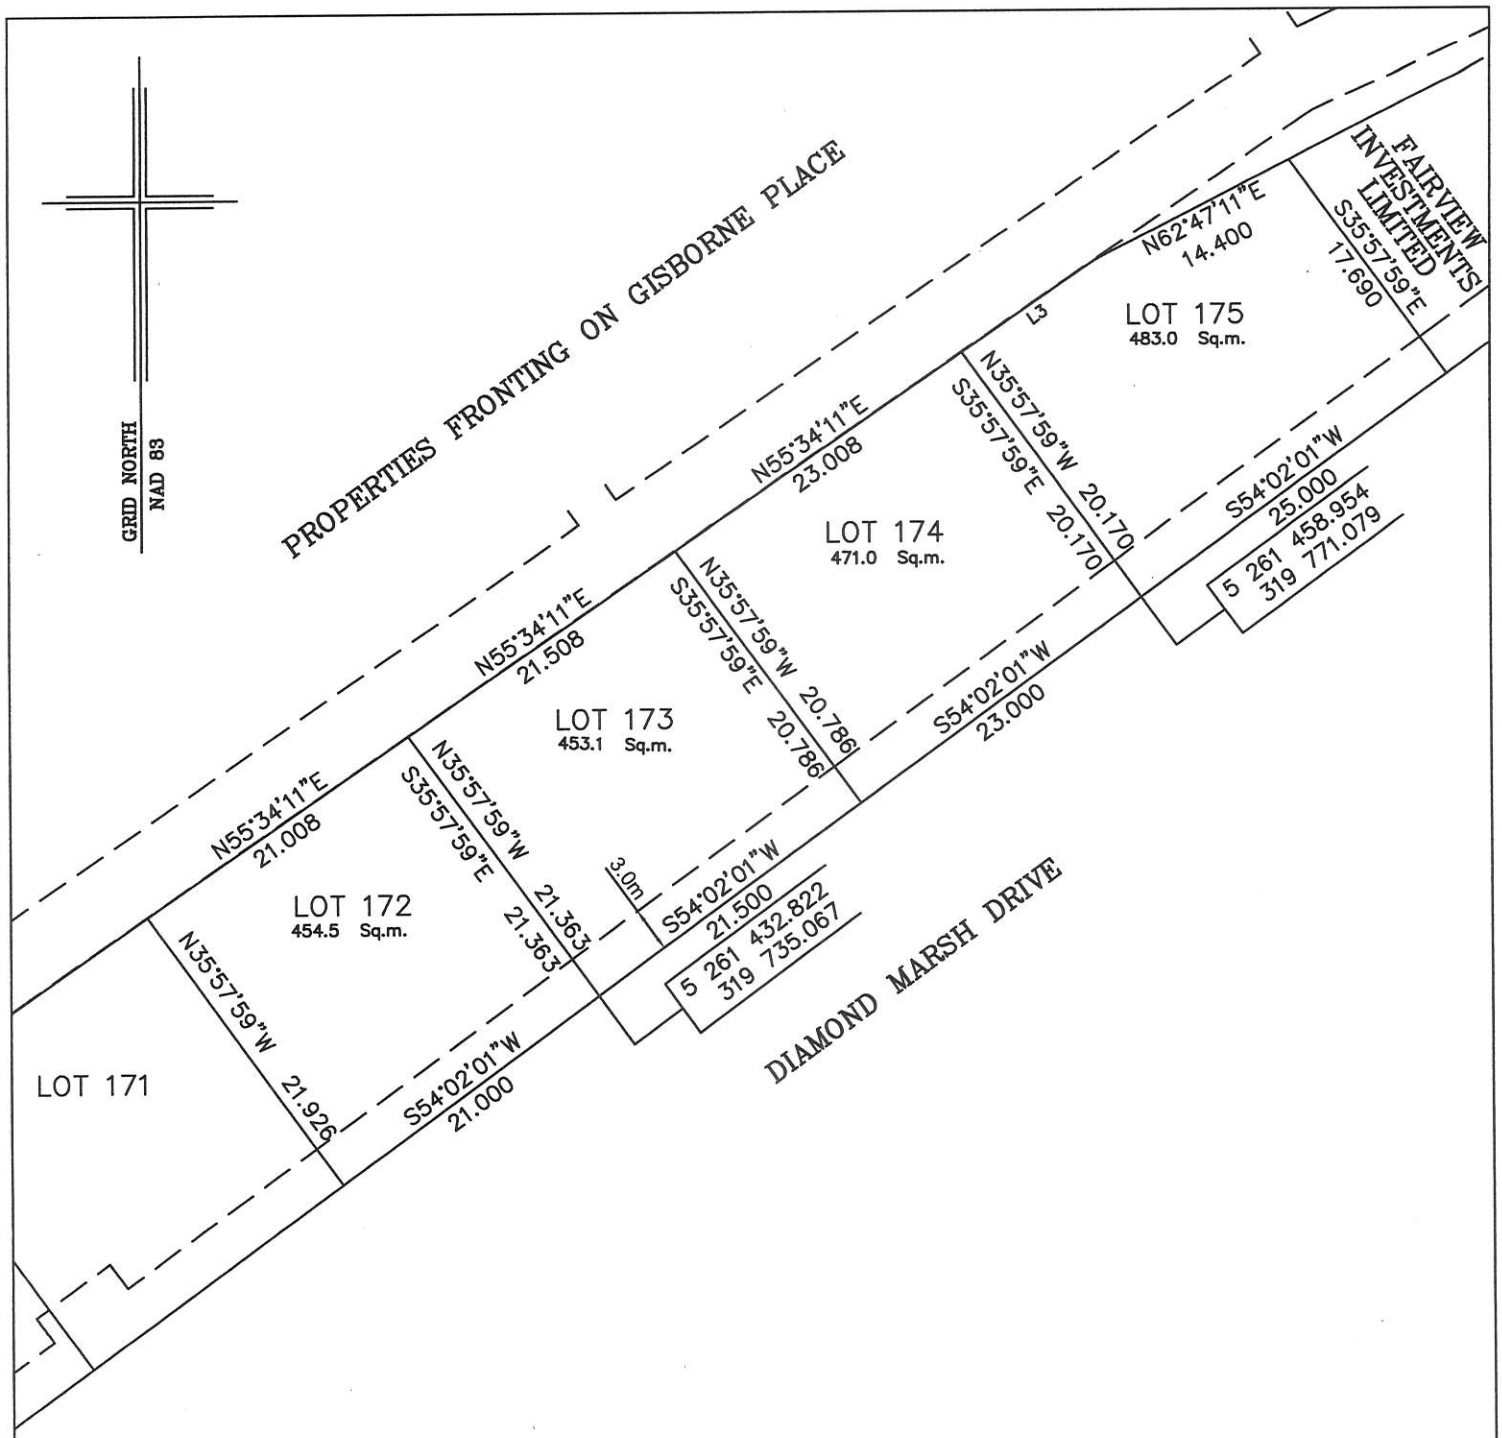 GRID NORTH
NAD 83
PROPERTIES FRONTING ON GISBORNE PLACE
FAIRVIEW
INVESTMENTS
LIMITED
N62°47'11"E
14.400
S35°57'59"E
17.690
L3
LOT 175
483.0 Sq.m.
N35°57'59"W 20.170
S35°57'59"E 20.170
S54°02'01"W
25.000
5 261 458.954
319 771.079
N55°34'11"E
23.008
LOT 174
471.0 Sq.m.
N35°57'59"W 20.786
S35°57'59"E 20.786
S54°02'01"W
23.000
N55°34'11"E
21.508
LOT 173
453.1 Sq.m.
N35°57'59"W 21.363
S35°57'59"E 21.363
3.0m
S54°02'01"W
21.500
5 261 432.822
319 735.067
N55°34'11"E
21.008
LOT 172
454.5 Sq.m.
N35°57'59"W 21.926
S54°02'01"W
21.000
LOT 171
DIAMOND MARSH DRIVE